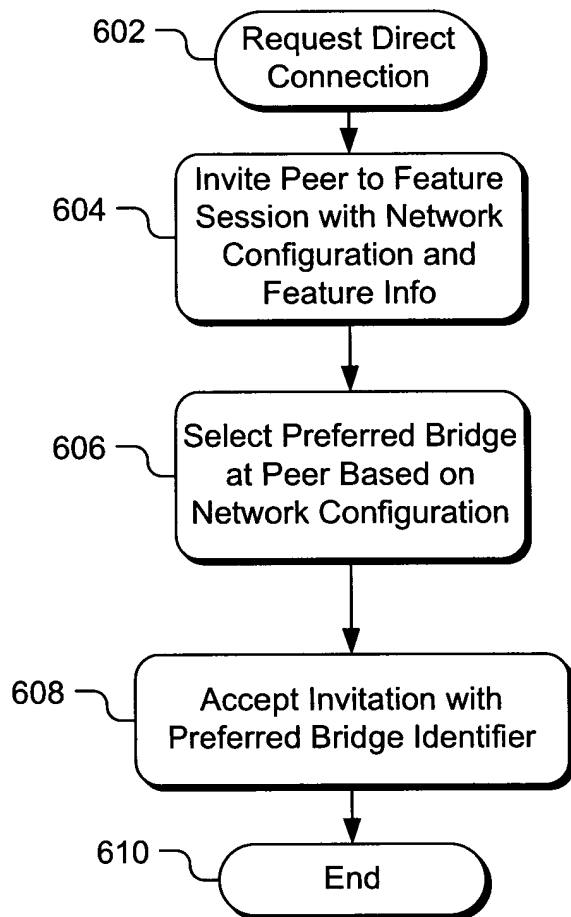 602
Request Direct
Connection
604
Invite Peer to Feature
Session with Network
Configuration and
Feature Info
606
Select Preferred Bridge
at Peer Based on
Network Configuration
608
Accept Invitation with
Preferred Bridge Identifier
610
End